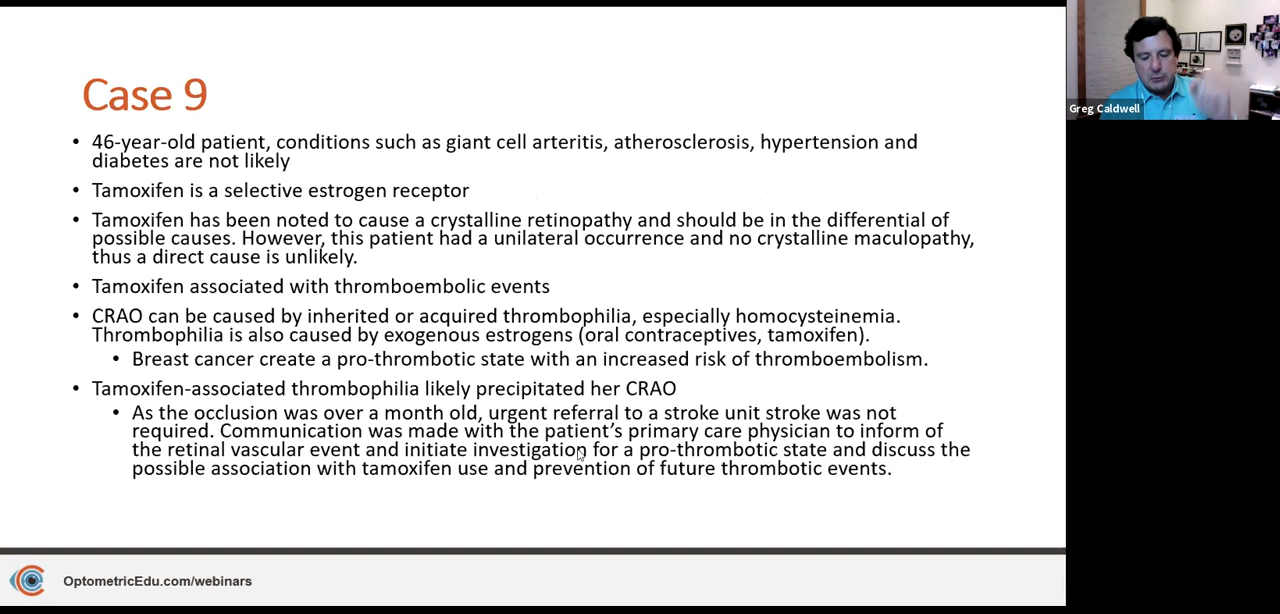 Case 9
• 46-year-old patient, conditions such as giant cell arteritis, atherosclerosis, hypertension and
diabetes are not likely
• Tamoxifen is a selective estrogen receptor
• Tamoxifen has been noted to cause a crystalline retinopathy and should be in the differential of
possible causes. However, this patient had a unilateral occurrence and no crystalline maculopathy,
thus a direct cause is unlikely.
• Tamoxifen associated with thromboembolic events
• CRAO can be caused by inherited or acquired thrombophilia, especially homocysteinemia.
Thrombophilia is also caused by exogenous estrogens (oral contraceptives, tamoxifen).
• Breast cancer create a pro-thrombotic state with an increased risk of thromboembolism.
• Tamoxifen-associated thrombophilia likely precipitated her CRAO
• As the occlusion was over a month old, urgent referral to a stroke unit stroke was not
required. Communication was made with the patient’s primary care physician to inform of
the retinal vascular event and initiate investigation for a pro-thrombotic state and discuss the
possible association with tamoxifen use and prevention of future thrombotic events.
OptometricEdu.com/webinars
Greg Caldwell